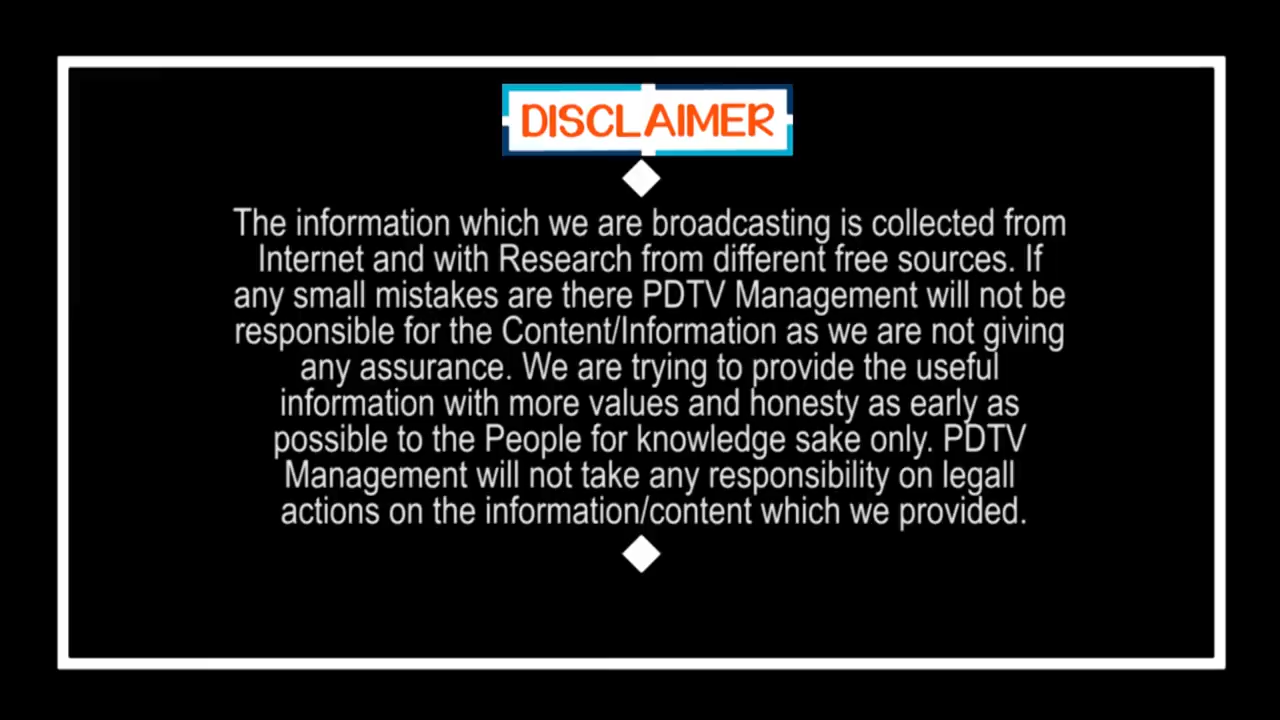 DISCLAIMER
The information which we are broadcasting is collected from
Internet and with Research from different free sources. If
any small mistakes are there PDTV Management will not be
responsible for the Content/Information as we are not giving
any assurance. We are trying to provide the useful
information with more values and honesty as early as
possible to the People for knowledge sake only. PDTV
Management will not take any responsibility on legall
actions on the information/content which we provided.